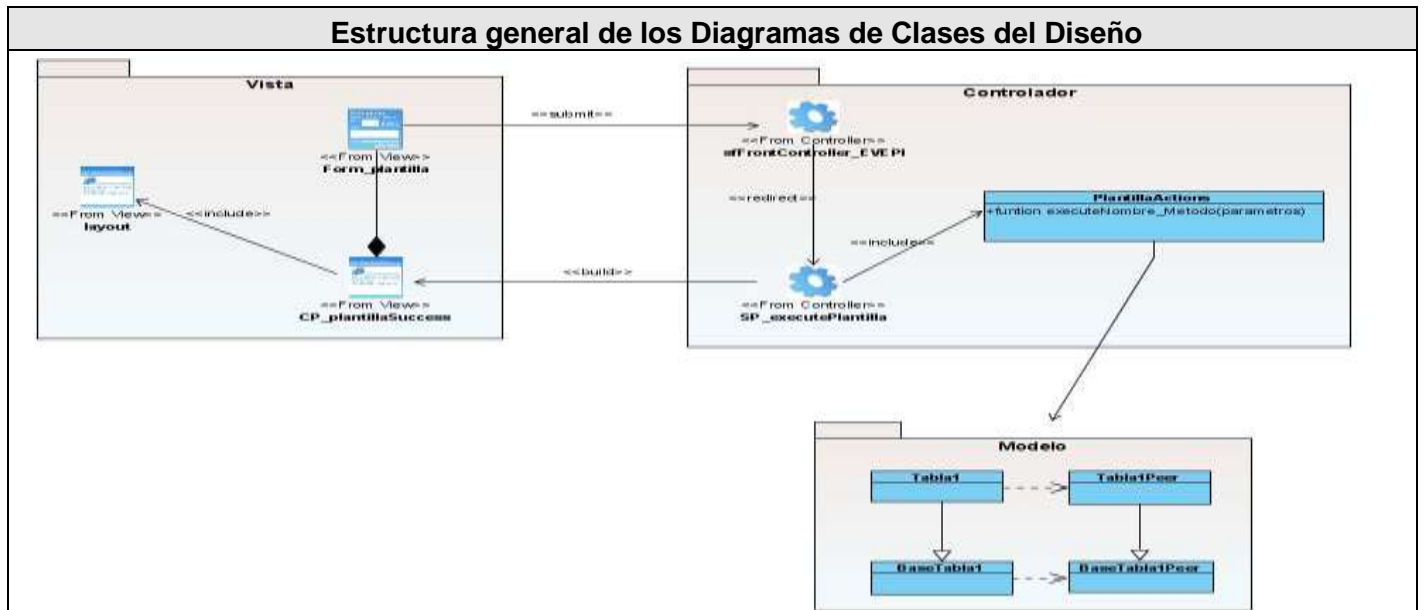 Estructura general de los Diagramas de Clases del Diseño
Vista
<<From View>>
Form_plantilla
<<From View>>
layout
<<include>>
<<From View>>
CP_plantillaSuccess
<<submit>>
<<build>>
Controlador
<<From Controller>>
sfFrontController_EVEPI
<<redirect>>
<<include>>
<<From Controller>>
SP_executePlantilla
PlantillaActions
+funtion executeNombre_Metodo(parametros)
Modelo
Tabla1
Tabla1Peer
BaseTabla1
BaseTabla1Peer